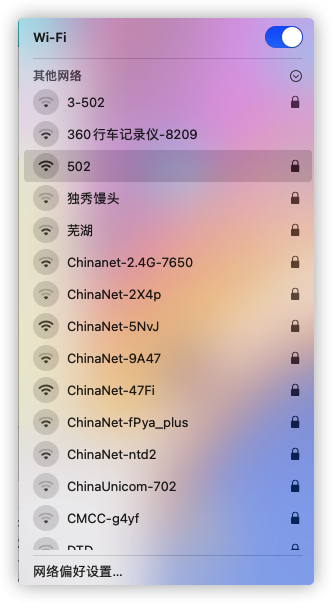 Wi-Fi
其他网络
3-502
360行车记录仪-8209
502
独秀馒头
芜湖
Chinanet-2.4G-7650
ChinaNet-2X4p
ChinaNet-5NvJ
ChinaNet-9A47
ChinaNet-47Fi
ChinaNet-fPya_plus
ChinaNet-ntd2
ChinaUnicom-702
CMCC-g4yf
网络偏好设置...